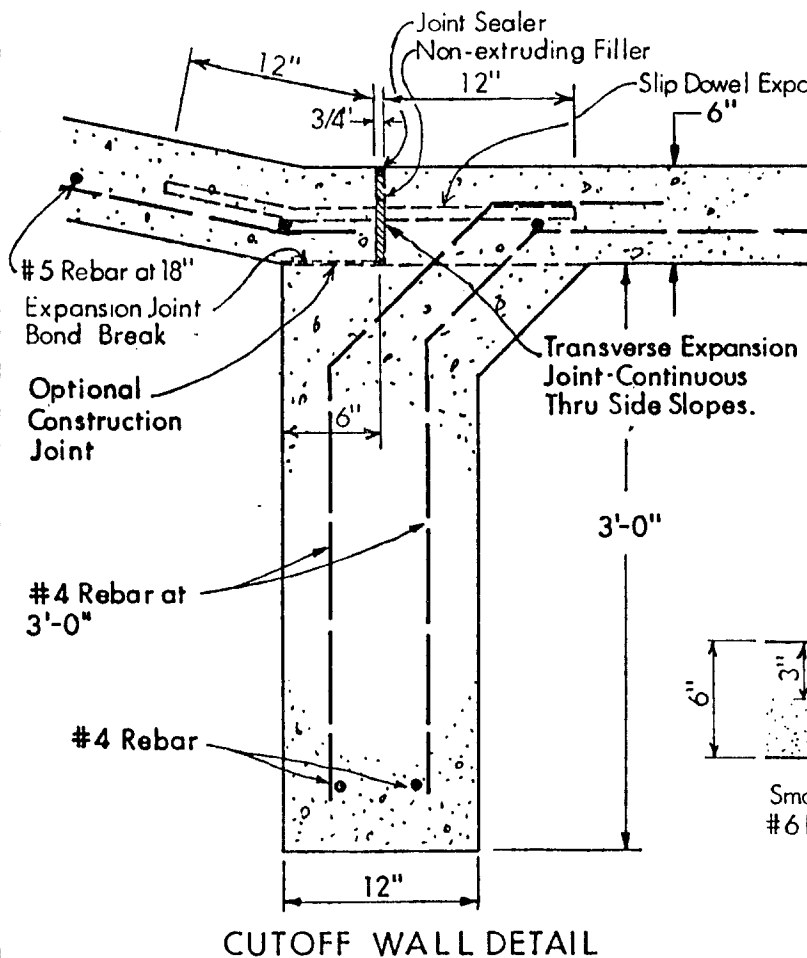 Joint Sealer
Non-extruding Filler
12"
12"
Slip Dowel Expa
3/4"
6"
#5 Rebar at 18"
Expansion Joint
Bond Break
Transverse Expansion
Joint-Continuous
Thru Side Slopes.
Optional
Construction
Joint
6"
3'-0"
#4 Rebar at
3'-0"
6"
3"
#4 Rebar
Sma
#6
12"
CUTOFF WALL DETAIL